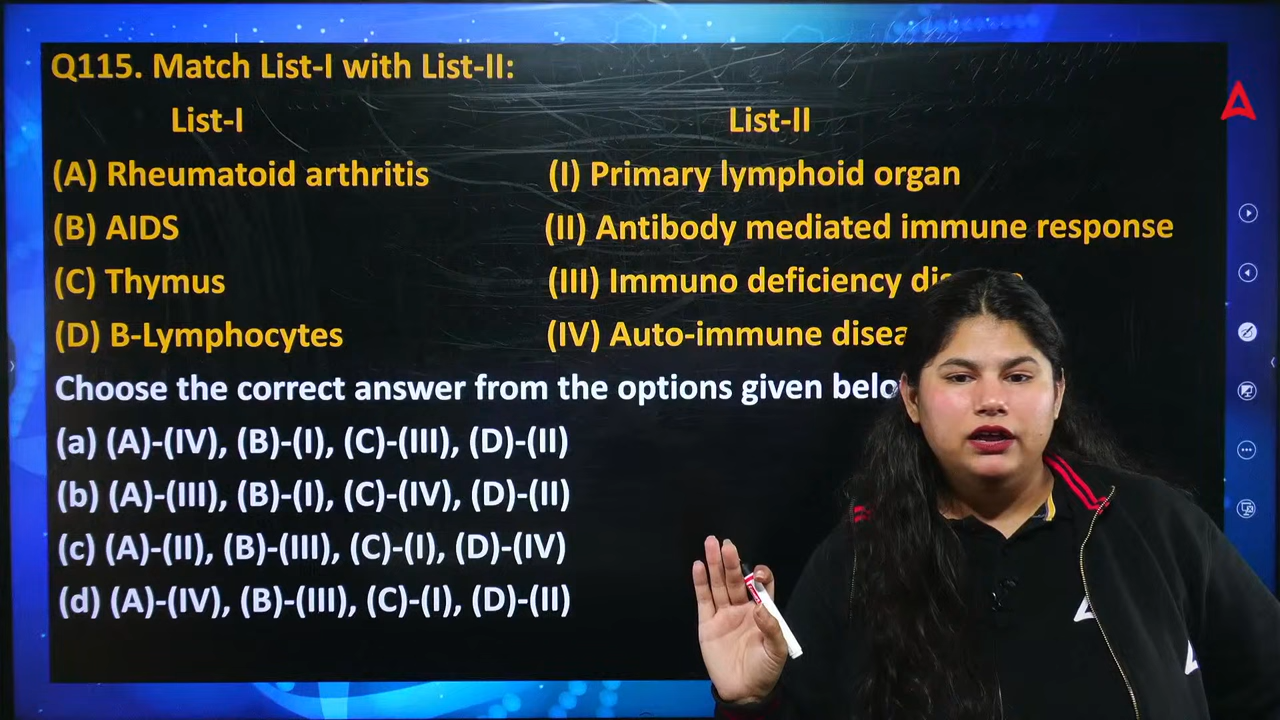 Q115. Match List-I with List-II:
List-I List-II
(A) Rheumatoid arthritis (I) Primary lymphoid organ
(B) AIDS (II) Antibody mediated immune response
(C) Thymus (III) Immuno deficiency
(D) B-Lymphocytes (IV) Auto-immune
Choose the correct answer from the options given
(a) (A)-(IV), (B)-(I), (C)-(III), (D)-(II)
(b) (A)-(III), (B)-(I), (C)-(IV), (D)-(II)
(c) (A)-(II), (B)-(III), (C)-(I), (D)-(IV)
(d) (A)-(IV), (B)-(III), (C)-(I), (D)-(II)